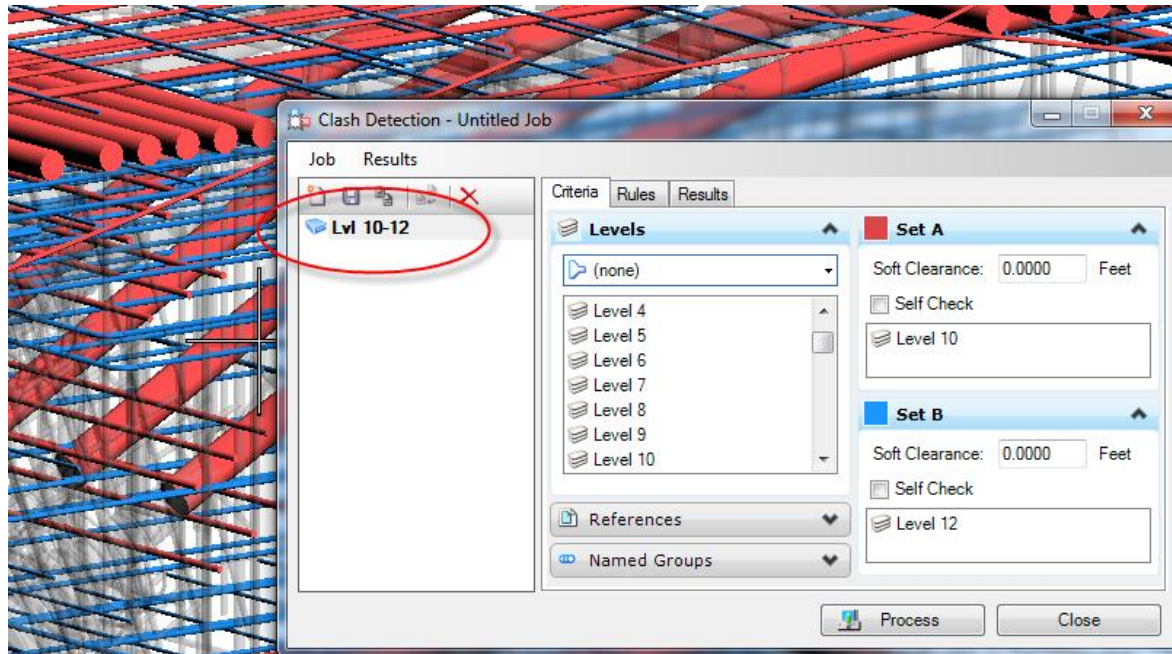 Clash Detection - Untitled Job
Job Results
Lvl 10-12
Criteria Rules Results
Levels
(none)
Level 4
Level 5
Level 6
Level 7
Level 8
Level 9
Level 10
References
Named Groups
Set A
Soft Clearance: 0.0000 Feet
Self Check
Level 10
Set B
Soft Clearance: 0.0000 Feet
Self Check
Level 12
Process Close